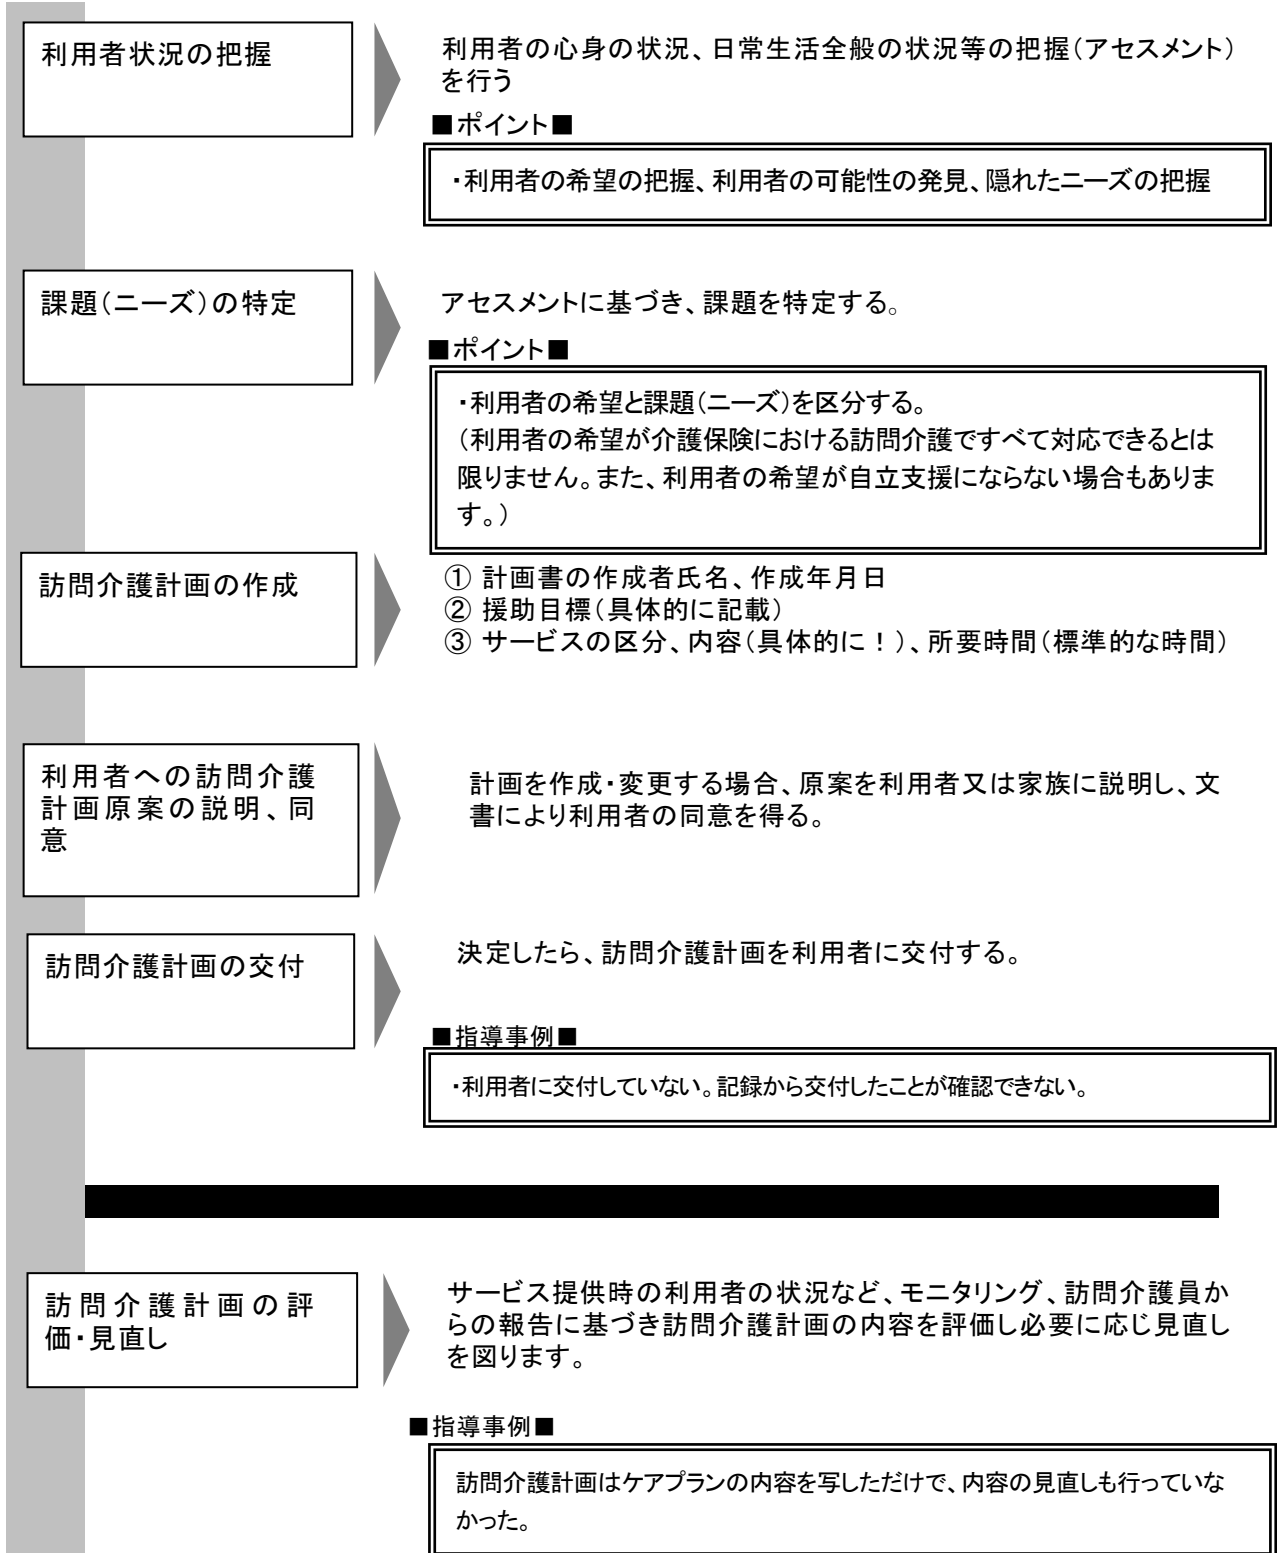 利用者状況の把握
利用者の心身の状況、日常生活全般の状況等の把握（アセスメント）
を行う
■ポイント■
・利用者の希望の把握、利用者の可能性の発見、隠れたニーズの把握
課題（ニーズ）の特定
アセスメントに基づき、課題を特定する。
■ポイント■
・利用者の希望と課題（ニーズ）を区分する。
（利用者の希望が介護保険における訪問介護ですべて対応できるとは
限りません。また、利用者の希望が自立支援にならない場合もありま
す。）
訪問介護計画の作成
① 計画書の作成者氏名、作成年月日
② 援助目標（具体的に記載）
③ サービスの区分、内容（具体的に！）、所要時間（標準的な時間）
利用者への訪問介護
計画原案の説明、同
意
計画を作成・変更する場合、原案を利用者又は家族に説明し、文
書により利用者の同意を得る。
訪問介護計画の交付
決定したら、訪問介護計画を利用者に交付する。
■指導事例■
・利用者に交付していない。記録から交付したことが確認できない。
訪問介護計画の評
価・見直し
サービス提供時の利用者の状況など、モニタリング、訪問介護員か
らの報告に基づき訪問介護計画の内容を評価し必要に応じ見直し
を図ります。
■指導事例■
訪問介護計画はケアプランの内容を写しただけで、内容の見直しも行っていな
かった。